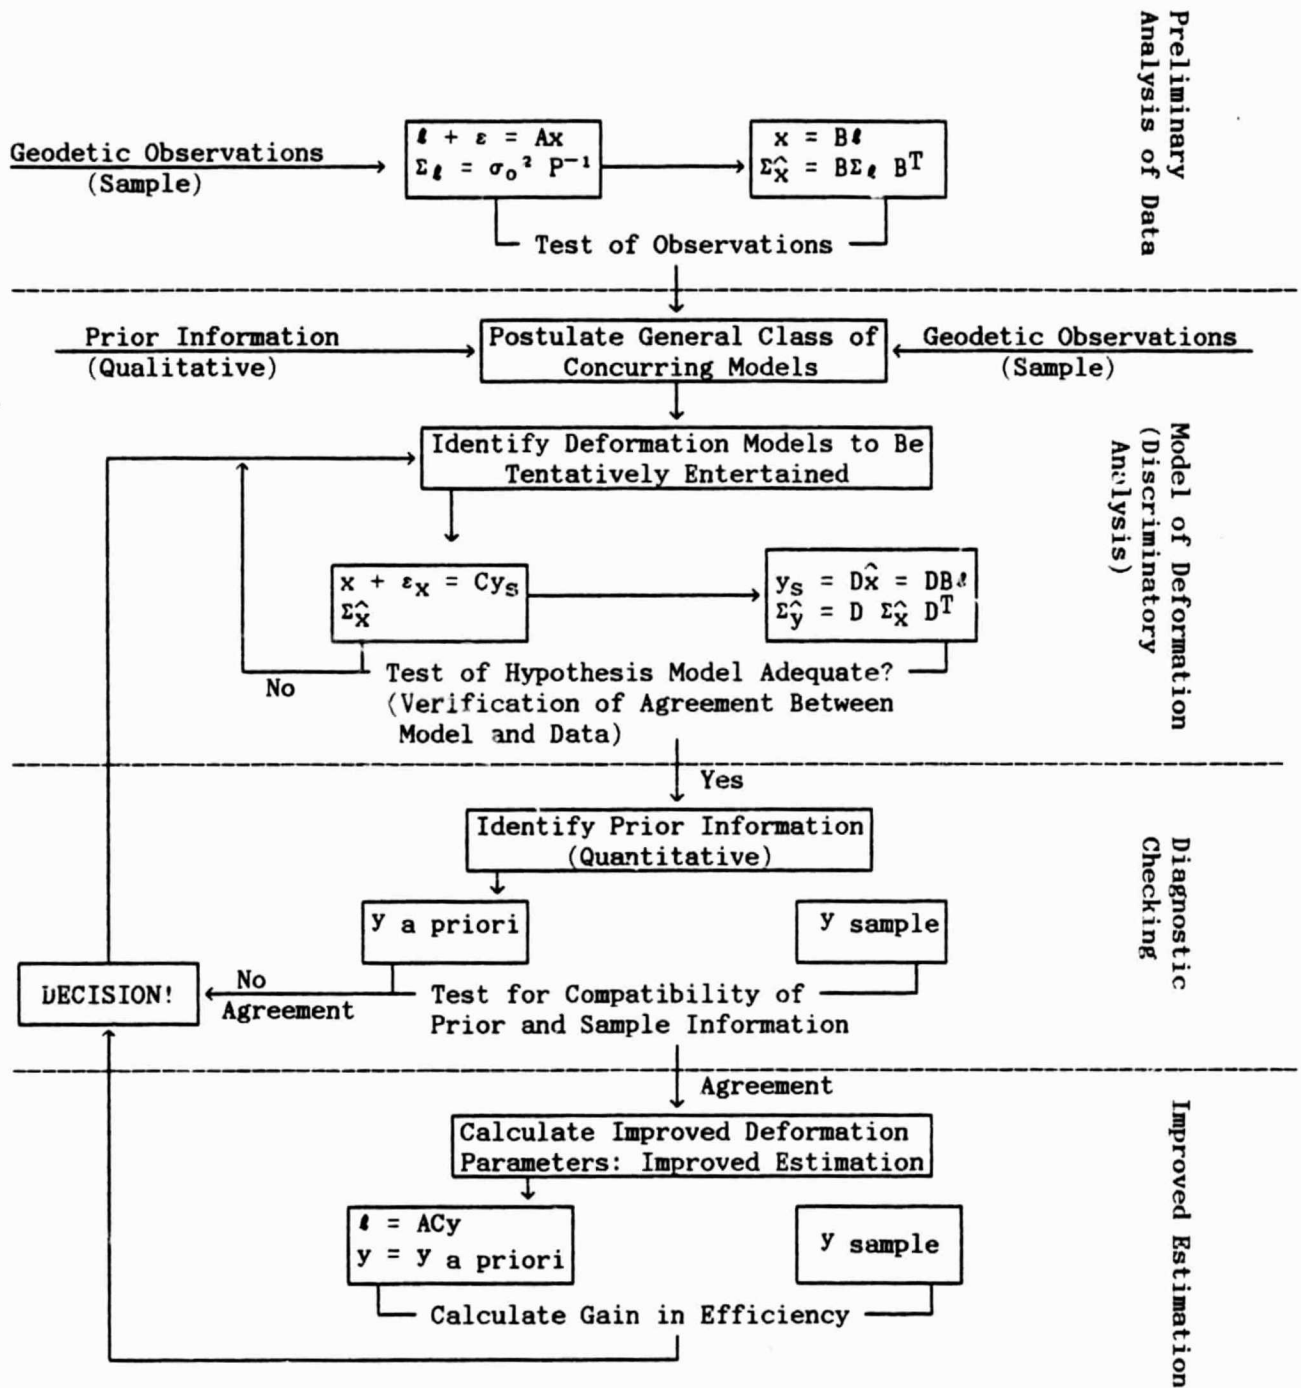 Preliminary
Analysis of Data
Geodetic Observations
(Sample)
ℓ + ε = Ax
Σℓ = σ₀² P⁻¹
x = Bℓ
Σx̂ = BΣℓ Bᵀ
Test of Observations
Prior Information
(Qualitative)
Postulate General Class of
Concurring Models
Geodetic Observations
(Sample)
Model of Deformation
(Discriminatory
Analysis)
Identify Deformation Models to Be
Tentatively Entertained
x + εₓ = Cyₛ
Σx̂
yₛ = Dx̂ = DBℓ
Σŷ = D Σx̂ Dᵀ
No
Test of Hypothesis Model Adequate?
(Verification of Agreement Between
Model and Data)
Yes
Diagnostic
Checking
Identify Prior Information
(Quantitative)
y a priori
y sample
DECISION!
No
Agreement
Test for Compatibility of
Prior and Sample Information
Agreement
Improved Estimation
Calculate Improved Deformation
Parameters: Improved Estimation
ℓ = ACy
y = y a priori
y sample
Calculate Gain in Efficiency